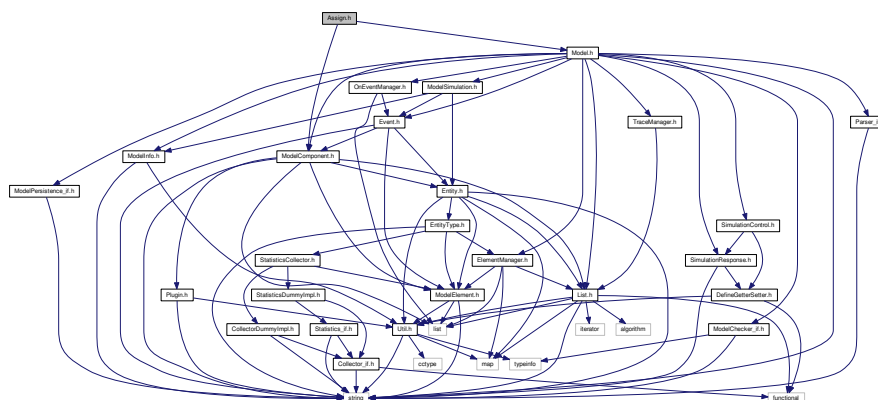 Assign.h
Model.h
OnEventManager.h
ModelSimulation.h
Event.h
TraceManager.h
Parser_i
ModelInfo.h
ModelComponent.h
ModelPersistence_if.h
Entity.h
EntityType.h
SimulationControl.h
StatisticsCollector.h
ElementManager.h
SimulationResponse.h
Plugin.h
StatisticsDummyImpl.h
ModelElement.h
List.h
DefineGetterSetter.h
CollectorDummyImpl.h
Statistics_if.h
Util.h
list
iterator
algorithm
ModelChecker_if.h
Collector_if.h
cctype
map
typeinfo
string
functional